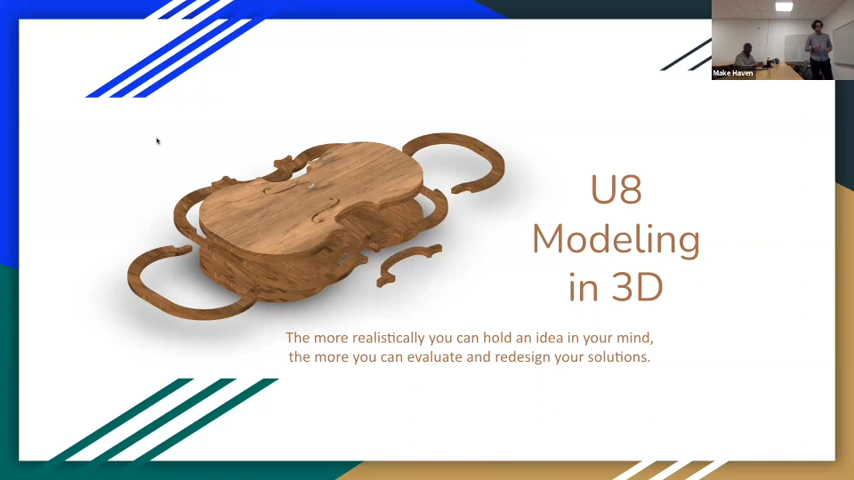 Make Haven
U8
Modeling
in 3D
The more realistically you can hold an idea in your mind,
the more you can evaluate and redesign your solutions.